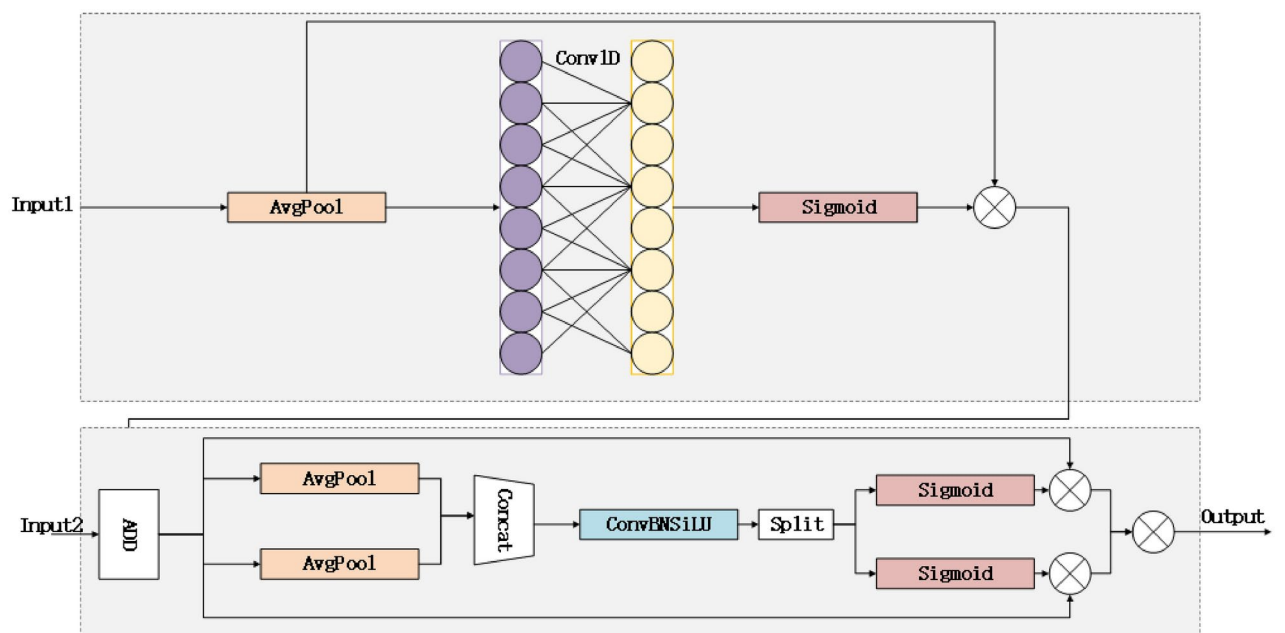 Conv1D
Input1
AvgPool
Sigmoid
AvgPool
Sigmoid
Input2
ADD
Concat
ConvBNSiLU
Split
Output
AvgPool
Sigmoid